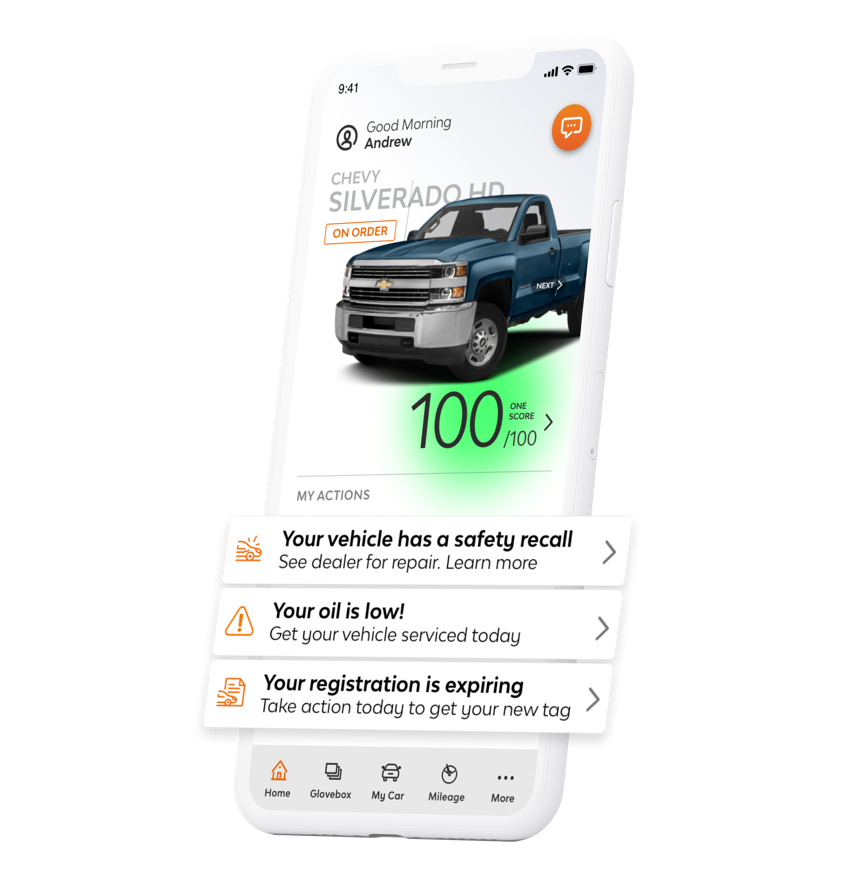 9:41
Good Morning
Andrew
CHEVY
SILVERADO HD
ON ORDER
NEXT
100
ONE
SCORE
/100
MY ACTIONS
Your vehicle has a safety recall
See dealer for repair. Learn more
Your oil is low!
Get your vehicle serviced today
Your registration is expiring
Take action today to get your new tag
Home
Glovebox
My Car
Mileage
More